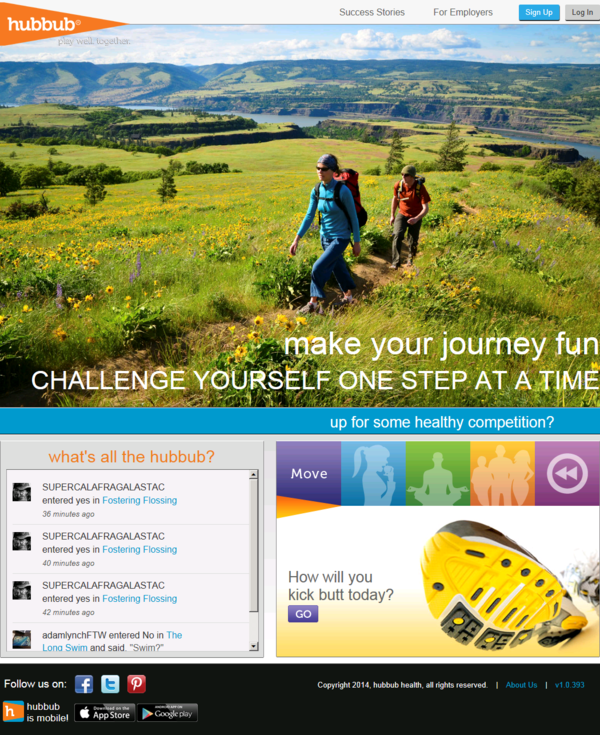 hubbub®
play well, together.
Success Stories
For Employers
Sign Up
Log In
make your journey fun
CHALLENGE YOURSELF ONE STEP AT A TIME
up for some healthy competition?
what's all the hubbub?
SUPERCALAFRAGALASTAC
entered yes in Fostering Flossing
36 minutes ago
SUPERCALAFRAGALASTAC
entered yes in Fostering Flossing
40 minutes ago
SUPERCALAFRAGALASTAC
entered yes in Fostering Flossing
42 minutes ago
adamlynchFTW entered No in The
Long Swim and said, "Swim?"
Move
How will you
kick butt today?
GO
Follow us on:
Copyright 2014, hubbub health, all rights reserved. | About Us | v1.0.393
hubbub
is mobile!
Download on the
App Store
ANDROID APP ON
Google play